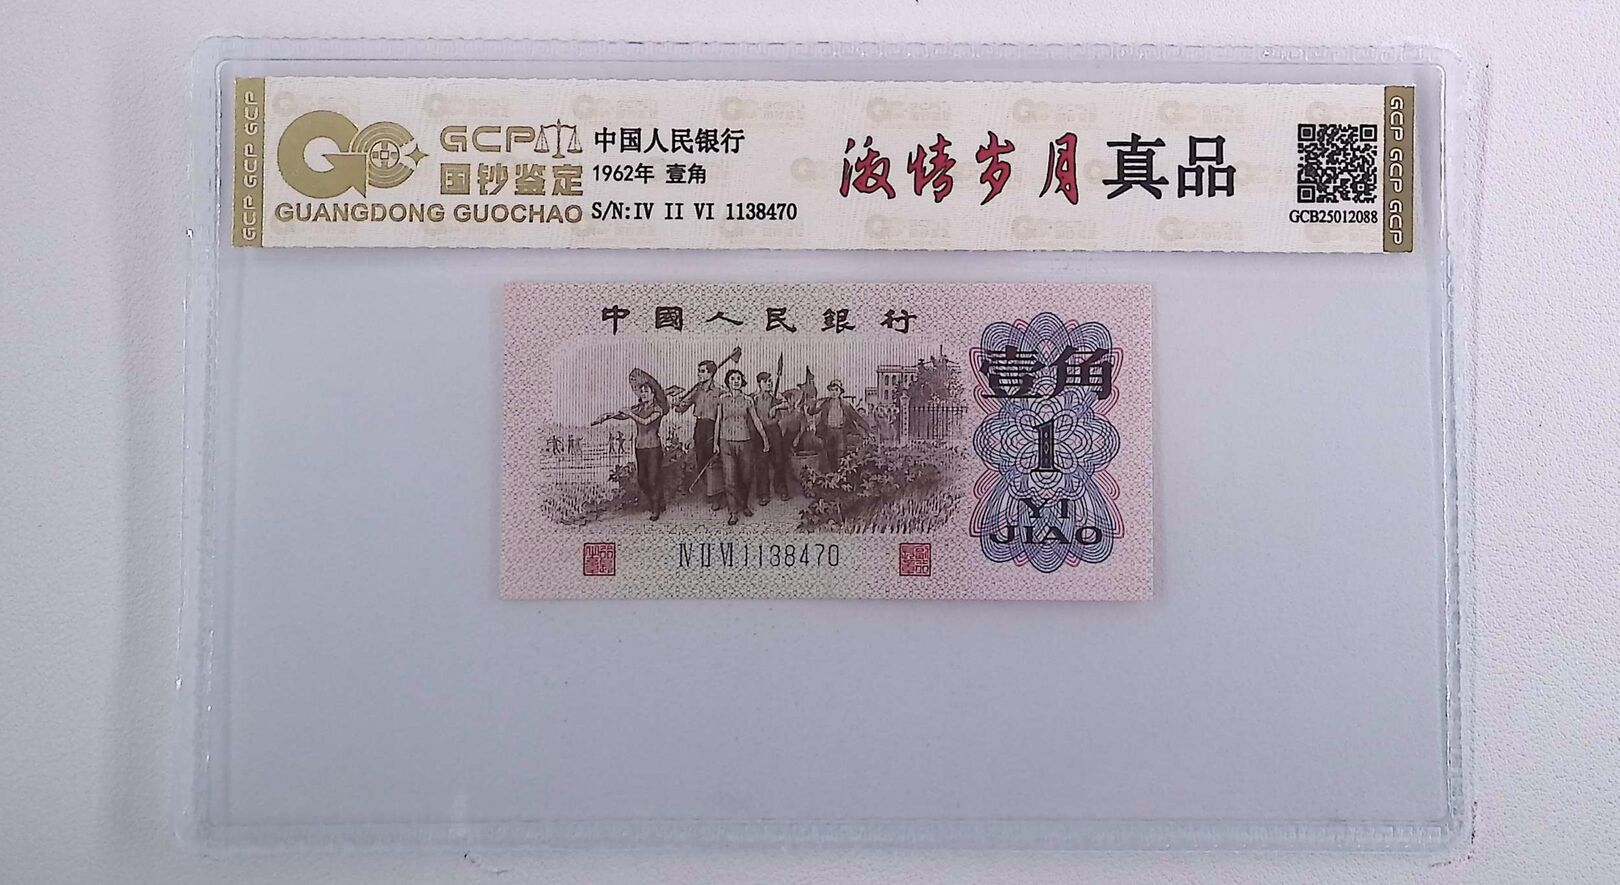 GCP GCP GCP
GCP
国钞鉴定
GUANGDONG GUOCHAO
中国人民银行
1962年 壹角
S/N:IV II VI 1138470
激情岁月 真品
GCB25012088
GCP GCP GCP
中國人民銀行
壹角
1
YI
JIAO
Ⅳ Ⅱ Ⅵ 1138470